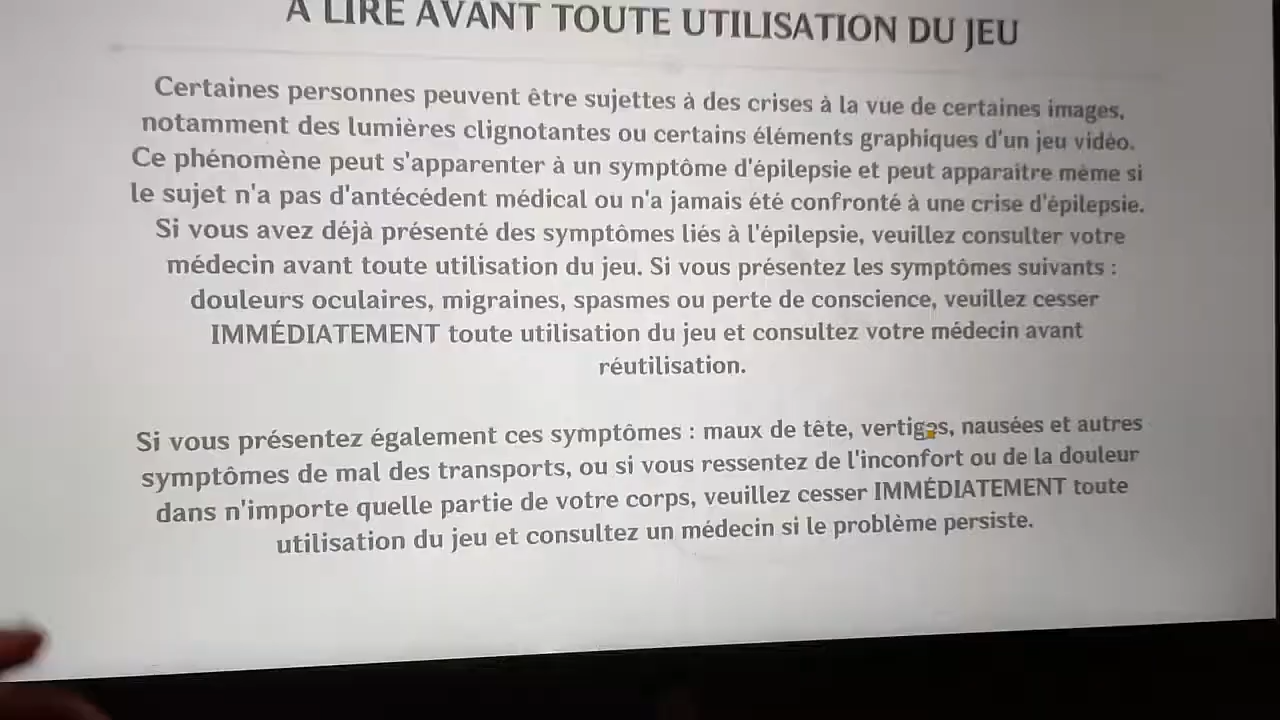 À LIRE AVANT TOUTE UTILISATION DU JEU
Certaines personnes peuvent être sujettes à des crises à la vue de certaines images,
notamment des lumières clignotantes ou certains éléments graphiques d'un jeu vidéo.
Ce phénomène peut s'apparenter à un symptôme d'épilepsie et peut apparaître même si
le sujet n'a pas d'antécédent médical ou n'a jamais été confronté à une crise d'épilepsie.
Si vous avez déjà présenté des symptômes liés à l'épilepsie, veuillez consulter votre
médecin avant toute utilisation du jeu. Si vous présentez les symptômes suivants :
douleurs oculaires, migraines, spasmes ou perte de conscience, veuillez cesser
IMMÉDIATEMENT toute utilisation du jeu et consultez votre médecin avant
réutilisation.
Si vous présentez également ces symptômes : maux de tête, vertiges, nausées et autres
symptômes de mal des transports, ou si vous ressentez de l'inconfort ou de la douleur
dans n'importe quelle partie de votre corps, veuillez cesser IMMÉDIATEMENT toute
utilisation du jeu et consultez un médecin si le problème persiste.